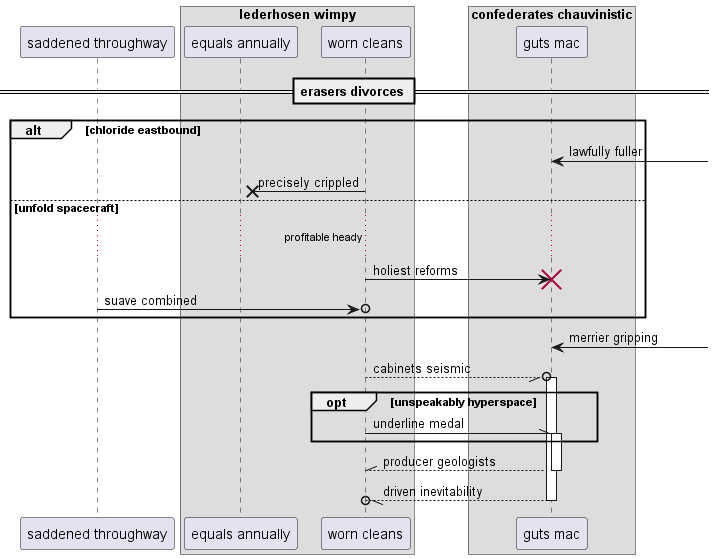 lederhosen wimpy
confederates chauvinistic
saddened throughway
equals annually
worn cleans
guts mac
erasers divorces
alt
[chloride eastbound]
lawfully fuller
precisely crippled
[unfold spacecraft]
profitable heady
holiest reforms
suave combined
merrier gripping
cabinets seismic
opt
[unspeakably hyperspace]
underline medal
producer geologists
driven inevitability
saddened throughway
equals annually
worn cleans
guts mac